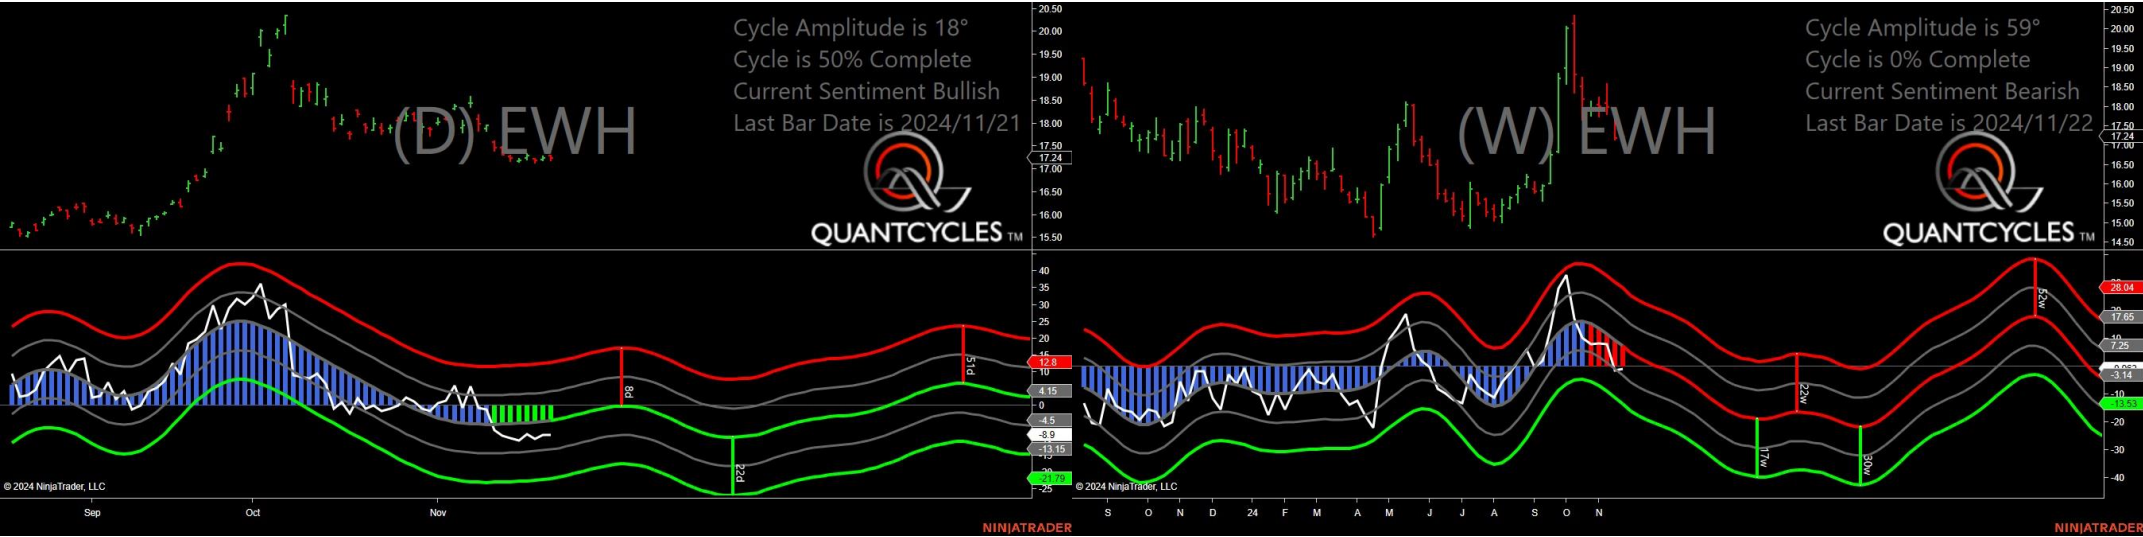 Cycle Amplitude is 18°
Cycle is 50% Complete
Current Sentiment Bullish
Last Bar Date is 2024/11/21
(D) EWH
QUANTCYCLES TM
20.50
20.00
19.50
19.00
18.50
18.00
17.50
17.24
17.00
16.50
16.00
15.50
40
35
30
25
20
12.8
10
4.15
0
-4.5
-8.9
-13.15
-21.79
-25
8d
22d
51d
© 2024 NinjaTrader, LLC
Sep Oct Nov
NINJATRADER
Cycle Amplitude is 59°
Cycle is 0% Complete
Current Sentiment Bearish
Last Bar Date is 2024/11/22
(W) EWH
QUANTCYCLES TM
20.50
20.00
19.50
19.00
18.50
18.00
17.50
17.24
17.00
16.50
16.00
15.50
15.00
14.50
28.04
17.65
7.25
-3.14
-10
-13.53
-20
-30
-40
17w
22w
30w
52w
© 2024 NinjaTrader, LLC
S O N D 24 F M A M J J A S O N
NINJATRADER